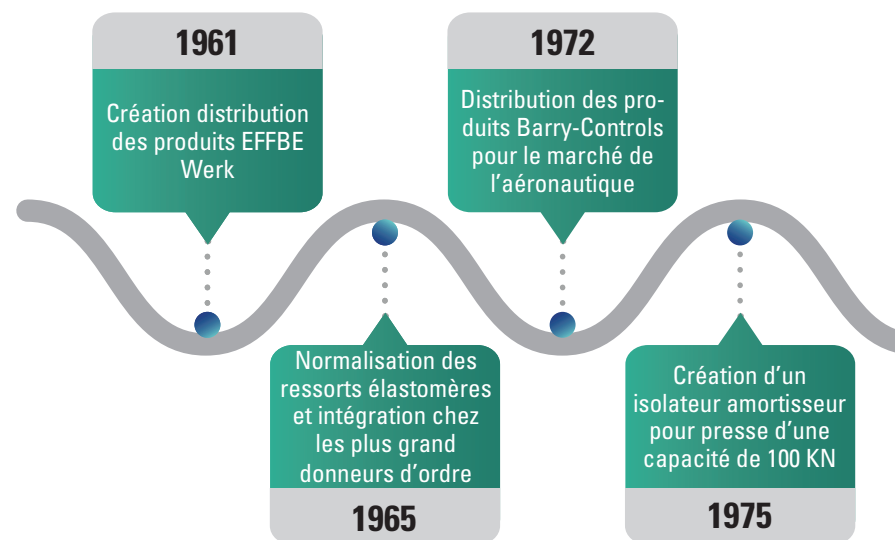 1961
Création distribution
des produits EFFBE
Werk
Normalisation des
ressorts élastomères
et intégration chez
les plus grand
donneurs d'ordre
1965
1972
Distribution des pro-
duits Barry-Controls
pour le marché de
l'aéronautique
Création d'un
isolateur amortisseur
pour presse d'une
capacité de 100 KN
1975